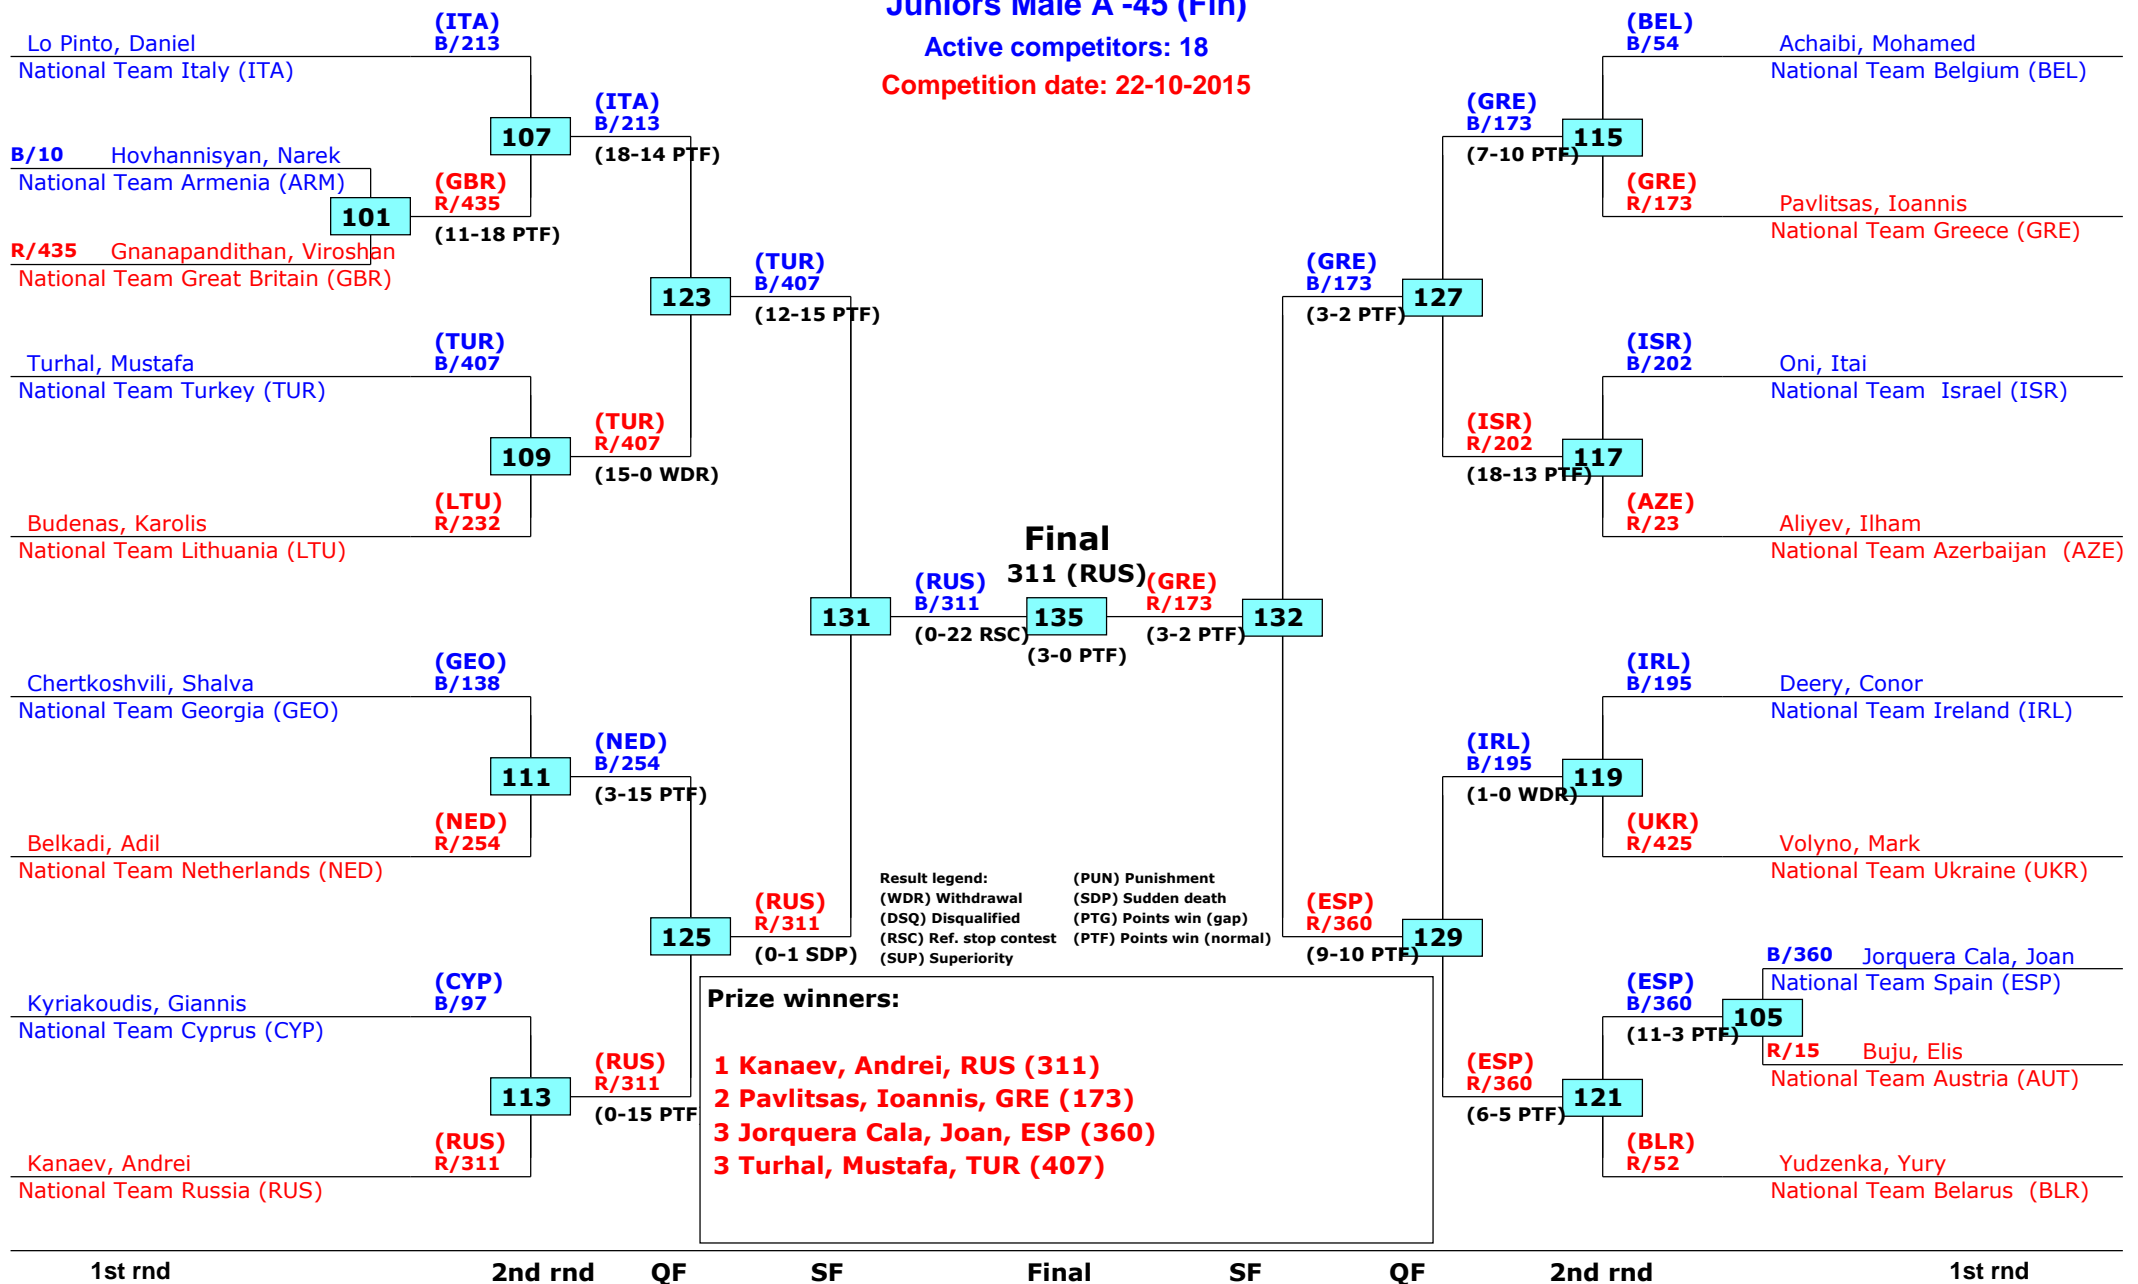 Juniors Male A -45 (Fin)
Active competitors: 18
Competition date: 22-10-2015
Lo Pinto, Daniel
National Team Italy (ITA)
(ITA)
B/213
B/10 Hovhannisyan, Narek
National Team Armenia (ARM)
101
R/435 Gnanapandithan, Viroshan
National Team Great Britain (GBR)
(GBR)
R/435
(11-18 PTF)
107
(ITA)
B/213
(18-14 PTF)
Turhal, Mustafa
National Team Turkey (TUR)
(TUR)
B/407
109
Budenas, Karolis
National Team Lithuania (LTU)
(LTU)
R/232
(TUR)
R/407
(15-0 WDR)
123
(TUR)
B/407
(12-15 PTF)
Chertkoshvili, Shalva
National Team Georgia (GEO)
(GEO)
B/138
111
Belkadi, Adil
National Team Netherlands (NED)
(NED)
R/254
(NED)
B/254
(3-15 PTF)
Kyriakoudis, Giannis
National Team Cyprus (CYP)
(CYP)
B/97
113
Kanaev, Andrei
National Team Russia (RUS)
(RUS)
R/311
(RUS)
R/311
(0-15 PTF
125
(RUS)
R/311
(0-1 SDP)
131
(RUS)
B/311
(0-22 RSC)
Final
311 (RUS)
135
(3-0 PTF)
(GRE)
R/173
(3-2 PTF)
132
(GRE)
B/173
(3-2 PTF)
127
(GRE)
B/173
(7-10 PTF)
115
(BEL)
B/54
Achaibi, Mohamed
National Team Belgium (BEL)
(GRE)
R/173
Pavlitsas, Ioannis
National Team Greece (GRE)
(ISR)
R/202
(18-13 PTF)
117
(ISR)
B/202
Oni, Itai
National Team  Israel (ISR)
(AZE)
R/23
Aliyev, Ilham
National Team Azerbaijan  (AZE)
(ESP)
R/360
(9-10 PTF)
129
(IRL)
B/195
(1-0 WDR)
119
(IRL)
B/195
Deery, Conor
National Team Ireland (IRL)
(UKR)
R/425
Volyno, Mark
National Team Ukraine (UKR)
(ESP)
R/360
(6-5 PTF)
121
(ESP)
B/360
(11-3 PTF)
105
B/360 Jorquera Cala, Joan
National Team Spain (ESP)
R/15 Buju, Elis
National Team Austria (AUT)
(BLR)
R/52
Yudzenka, Yury
National Team Belarus  (BLR)
Result legend:
(WDR) Withdrawal
(DSQ) Disqualified
(RSC) Ref. stop contest
(SUP) Superiority
(PUN) Punishment
(SDP) Sudden death
(PTG) Points win (gap)
(PTF) Points win (normal)
Prize winners:
1 Kanaev, Andrei, RUS (311)
2 Pavlitsas, Ioannis, GRE (173)
3 Jorquera Cala, Joan, ESP (360)
3 Turhal, Mustafa, TUR (407)
1st rnd 2nd rnd QF SF Final SF QF 2nd rnd 1st rnd